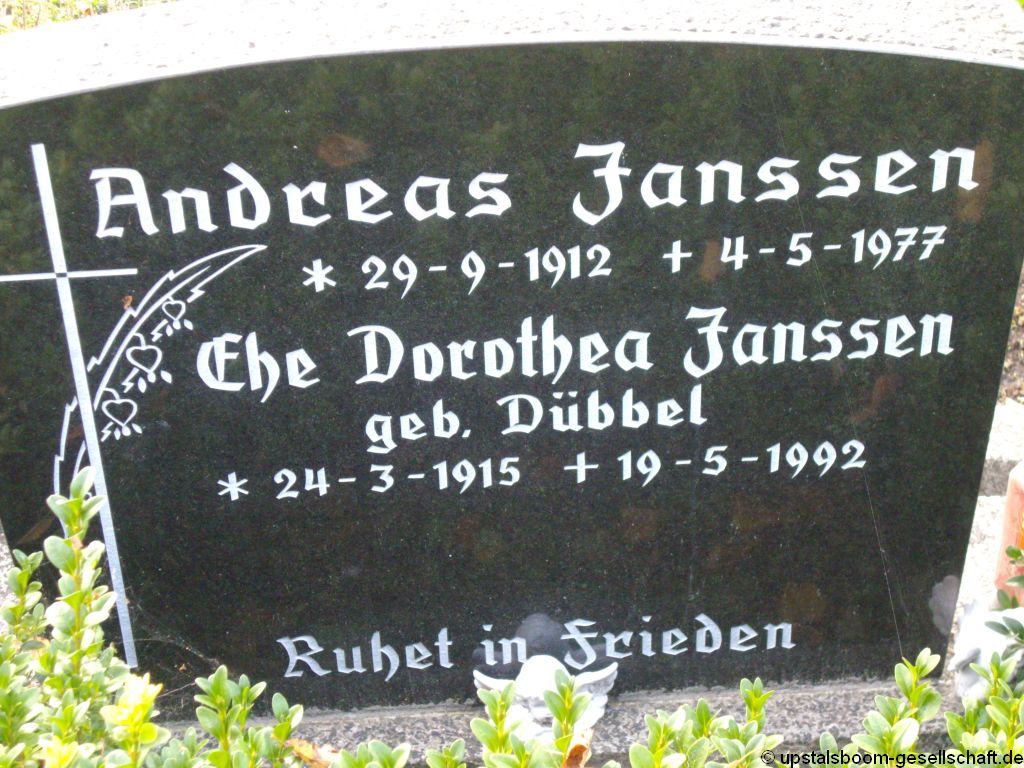 Andreas Janssen
* 29-9-1912 + 4-5-1977
Ehe Dorothea Janssen
geb. Dübbel
* 24-3-1915 + 19-5-1992
Ruhet in Frieden
© upstalsboom-gesellschaft.de